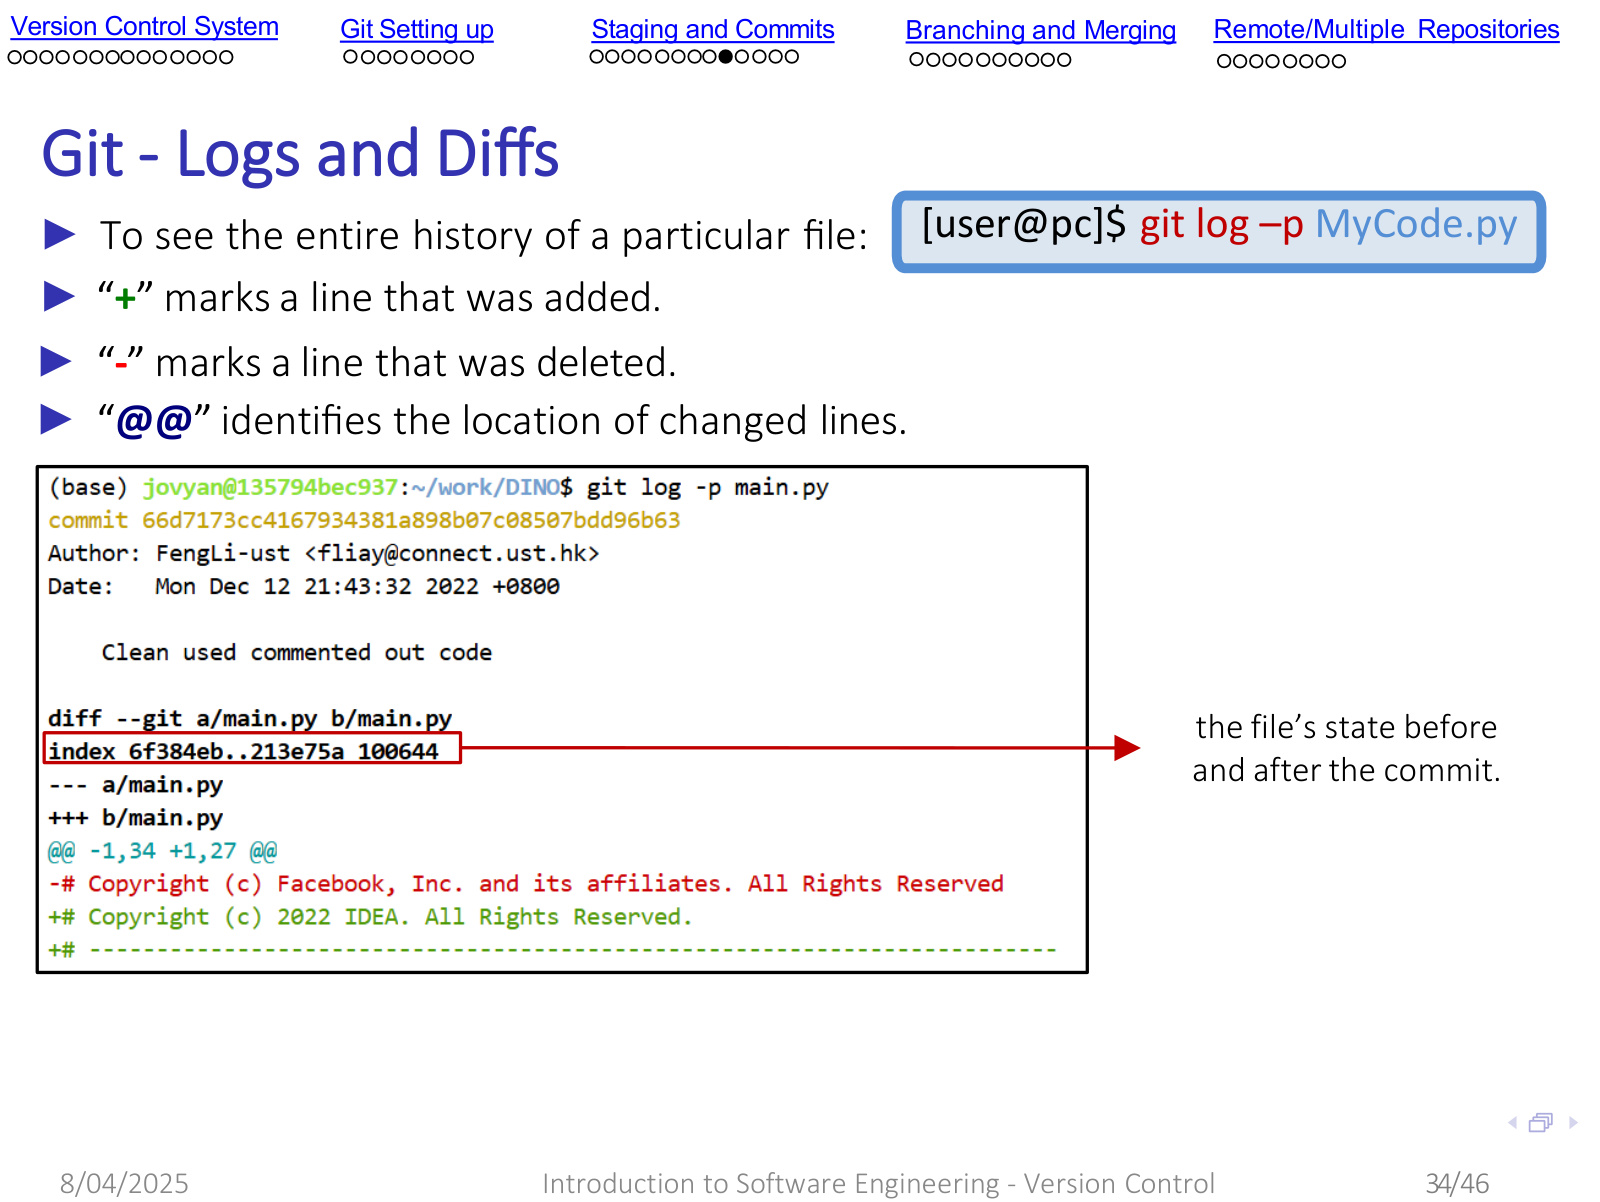 Version Control System
Git Setting up
Staging and Commits
Branching and Merging
Remote/Multiple Repositories
Git - Logs and Diffs
To see the entire history of a particular file:
[user@pc]$ git log –p MyCode.py
“+” marks a line that was added.
“-” marks a line that was deleted.
“@@” identifies the location of changed lines.
(base) jovyan@135794bec937:~/work/DINO$ git log -p main.py
commit 66d7173cc4167934381a898b07c08507bdd96b63
Author: FengLi-ust <fliay@connect.ust.hk>
Date:   Mon Dec 12 21:43:32 2022 +0800
    Clean used commented out code
diff --git a/main.py b/main.py
index 6f384eb..213e75a 100644
--- a/main.py
+++ b/main.py
@@ -1,34 +1,27 @@
-# Copyright (c) Facebook, Inc. and its affiliates. All Rights Reserved
+# Copyright (c) 2022 IDEA. All Rights Reserved.
+# ------------------------------------------------------------------------
the file’s state before
and after the commit.
8/04/2025
Introduction to Software Engineering - Version Control
34/46